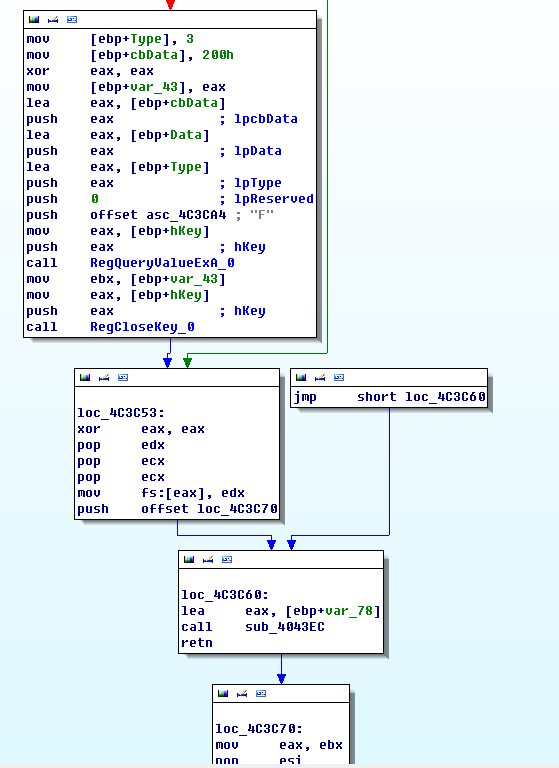 mov [ebp+Type], 3
mov [ebp+cbData], 200h
xor eax, eax
mov [ebp+var_43], eax
lea eax, [ebp+cbData]
push eax ; lpcbData
lea eax, [ebp+Data]
push eax ; lpData
lea eax, [ebp+Type]
push eax ; lpType
push 0 ; lpReserved
push offset asc_4C3CA4 ; "F"
mov eax, [ebp+hKey]
push eax ; hKey
call RegQueryValueExA_0
mov ebx, [ebp+var_43]
mov eax, [ebp+hKey]
push eax ; hKey
call RegCloseKey_0
loc_4C3C53:
xor eax, eax
pop edx
pop ecx
pop ecx
mov fs:[eax], edx
push offset loc_4C3C70
jmp short loc_4C3C60
loc_4C3C60:
lea eax, [ebp+var_78]
call sub_4043EC
retn
loc_4C3C70:
mov eax, ebx
pop esi